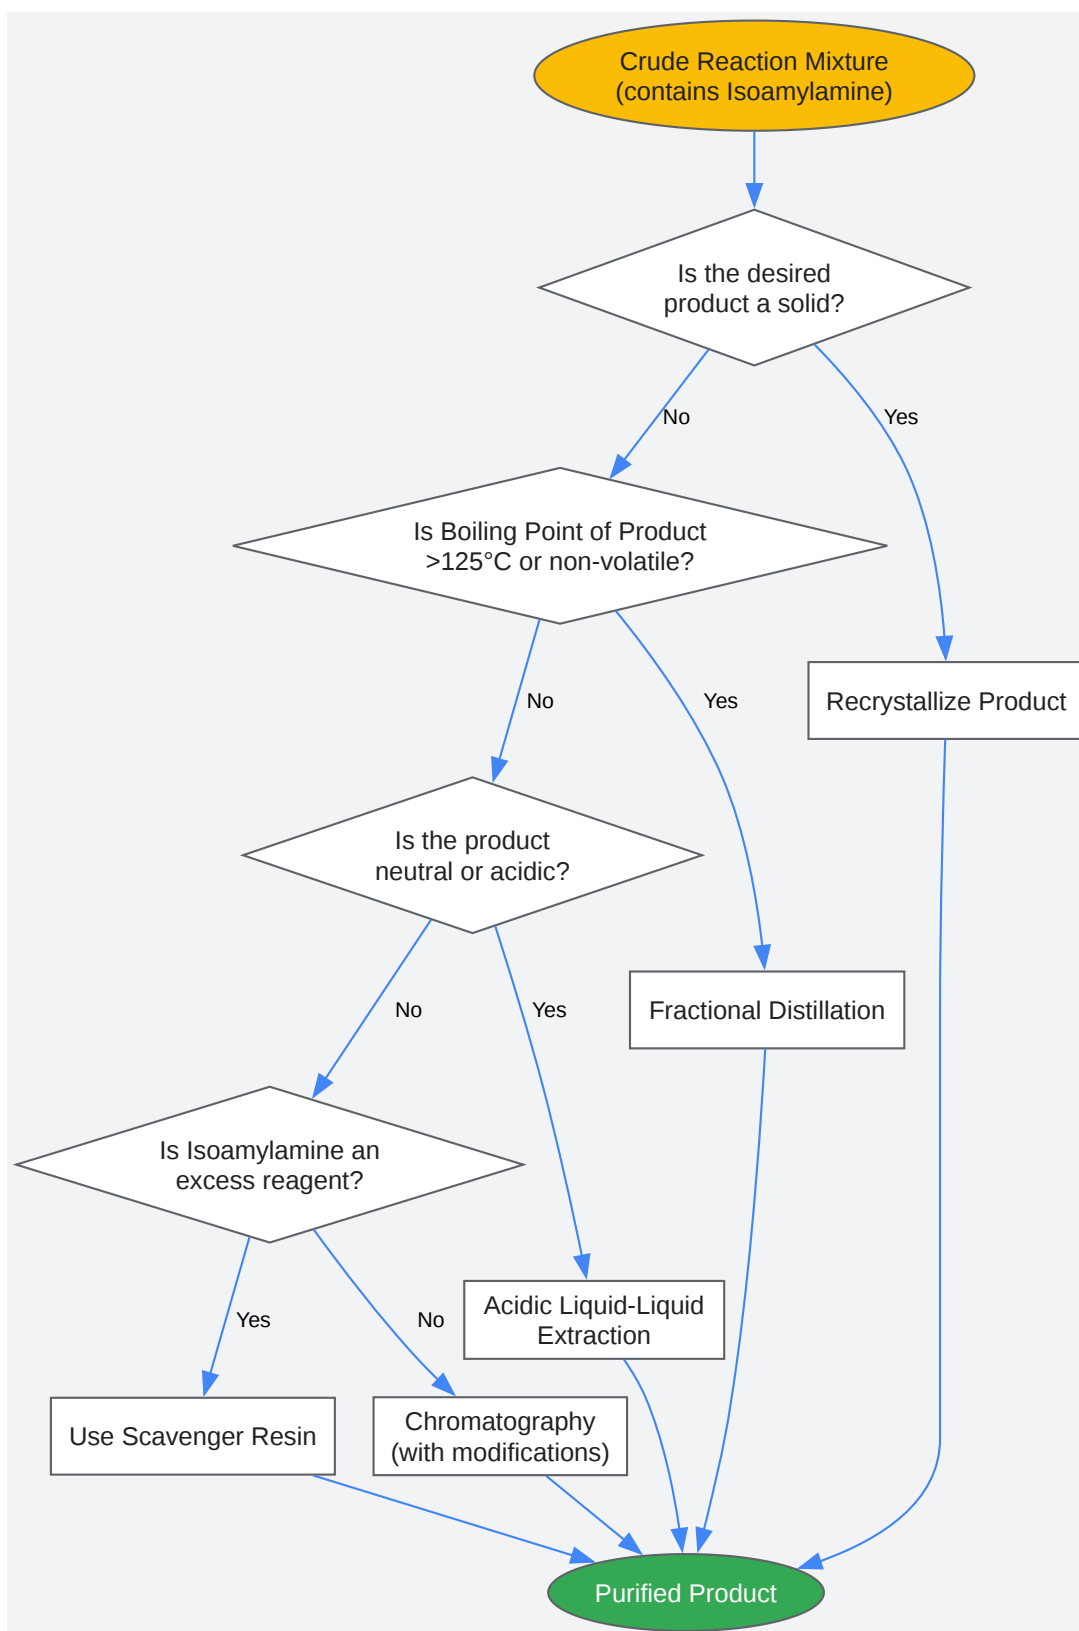 Crude Reaction Mixture
(contains Isoamylamine)
Is the desired
product a solid?
No
Yes
Is Boiling Point of Product
>125°C or non-volatile?
No
Yes
Recrystallize Product
Is the product
neutral or acidic?
No
Yes
Fractional Distillation
Is Isoamylamine an
excess reagent?
Yes
No
Acidic Liquid-Liquid
Extraction
Use Scavenger Resin
Chromatography
(with modifications)
Purified Product